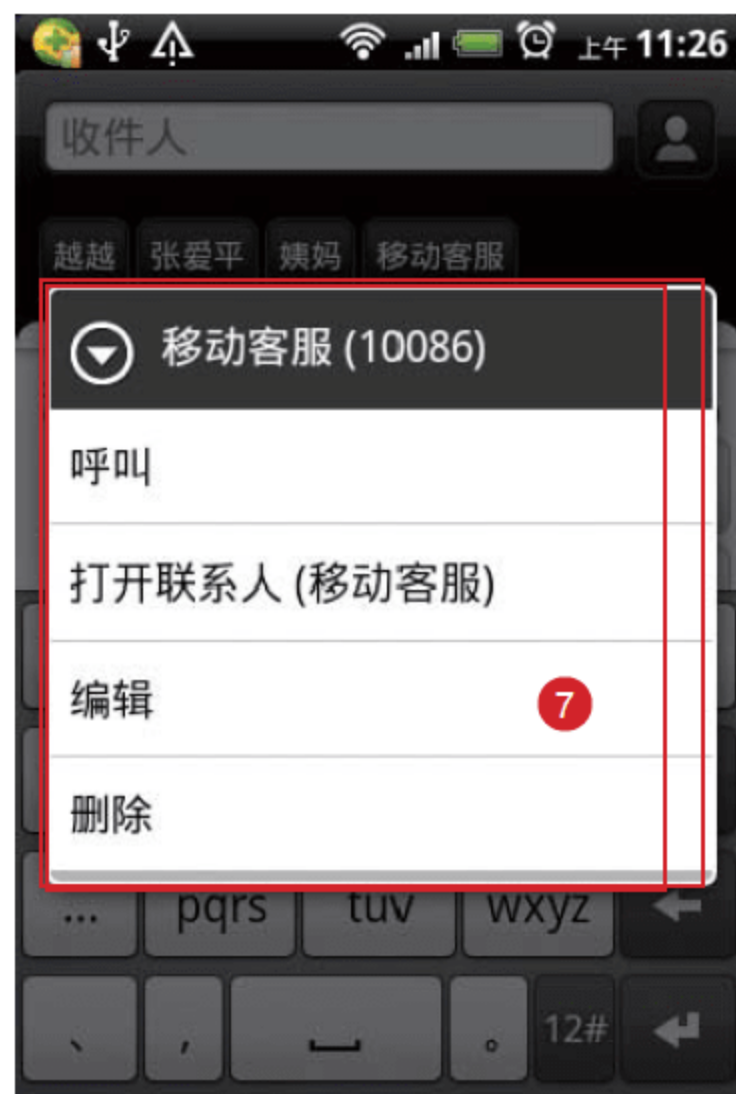 上午 11:26
收件人
越越 张爱平 姨妈 移动客服
移动客服 (10086)
呼叫
打开联系人 (移动客服)
编辑
7
删除
... pqrs tuv wxyz
、 , 。 12#